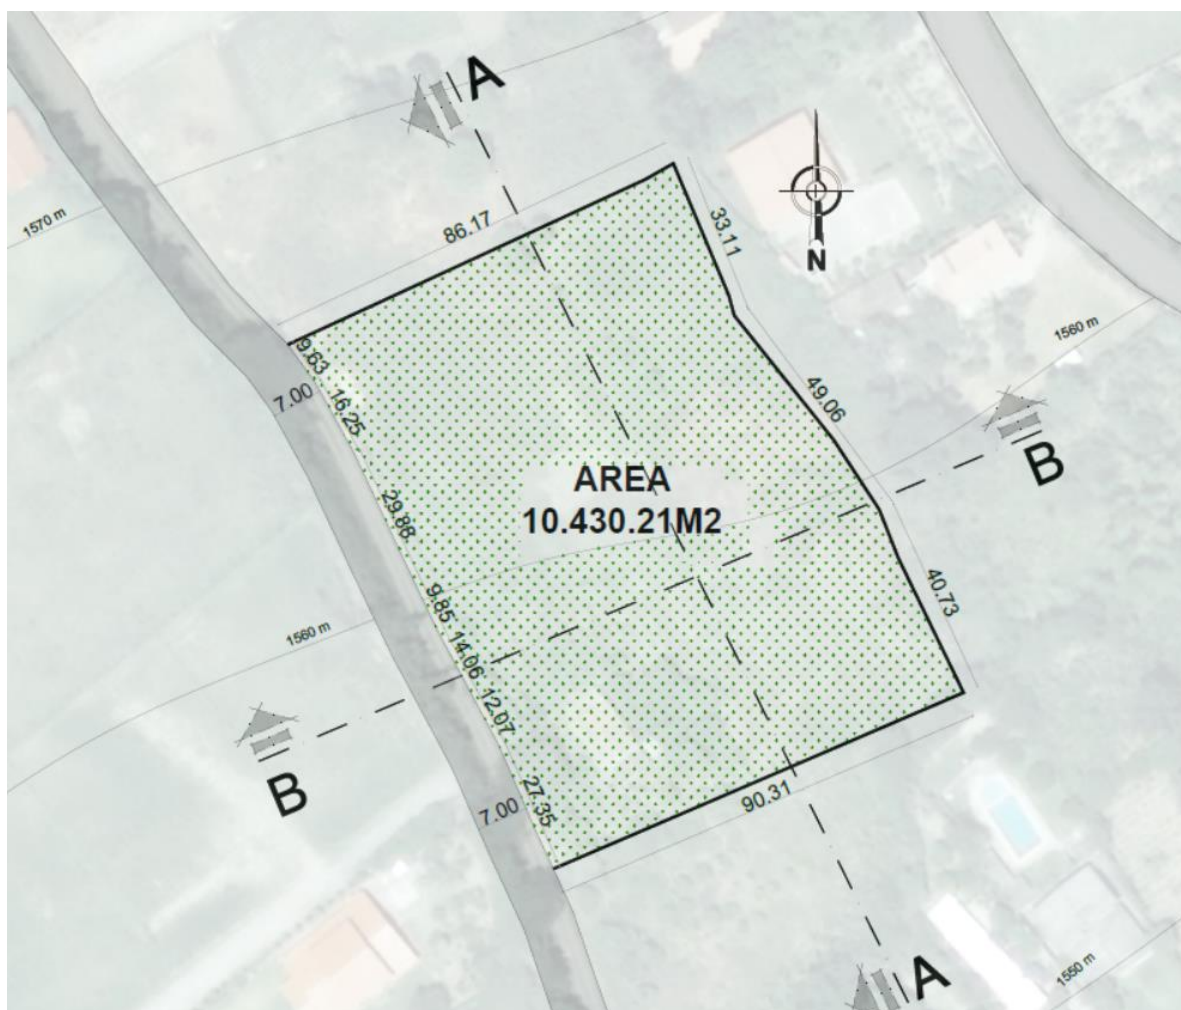 A
1570 m
86.17
33.11
N
1560 m
9.63
7.00
16.25
49.06
B
AREA
10.430.21M2
29.88
40.73
9.85
1560 m
14.06
12.07
B
27.35
7.00
90.31
A
1550 m